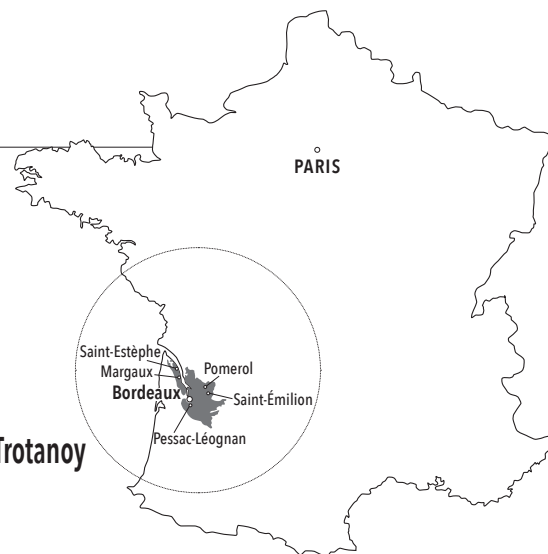 PARIS
Saint-Estèphe
Margaux
Pomerol
Bordeaux
Saint-Émilion
Pessac-Léognan
Trotanoy